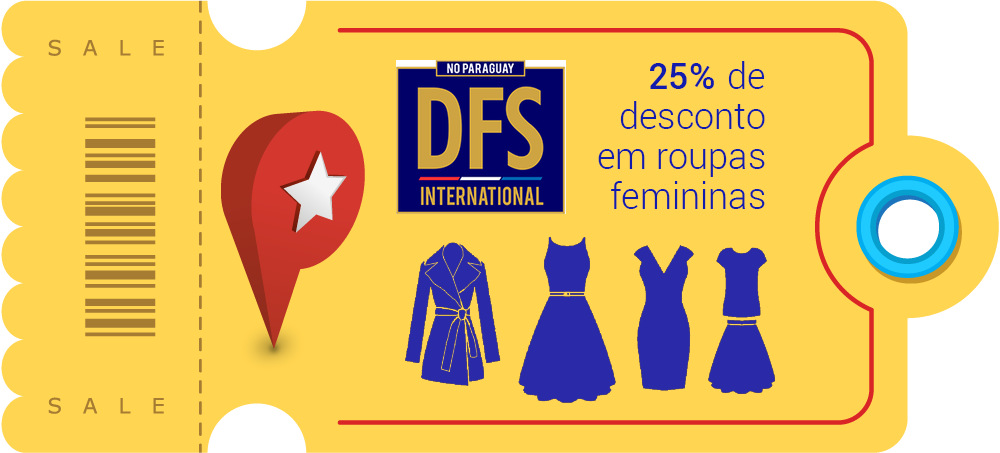 SALE
NO PARAGUAY
DFS
INTERNATIONAL
25% de
desconto
em roupas
femininas
SALE